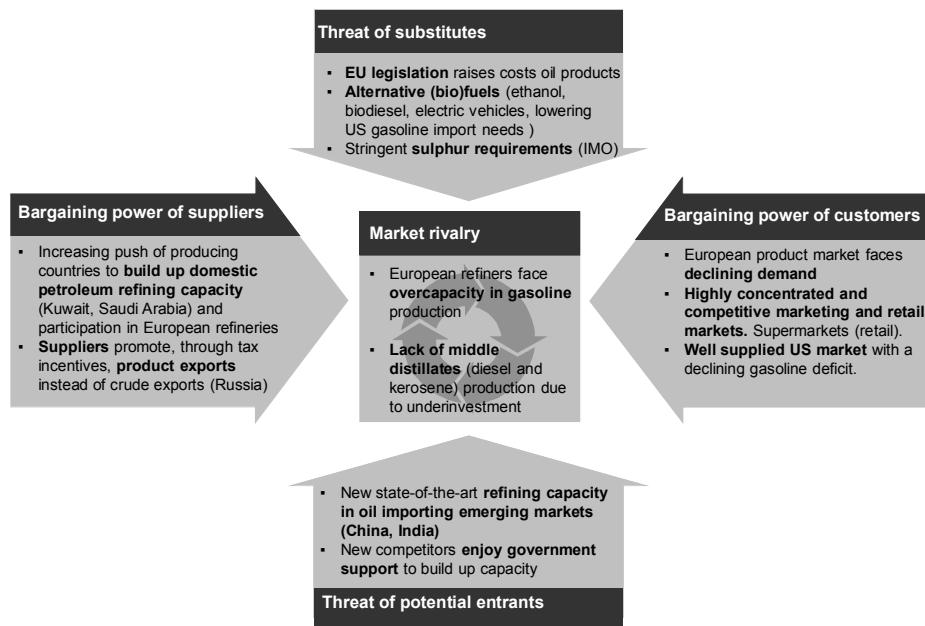 Threat of substitutes
▪ EU legislation raises costs oil products
▪ Alternative (bio)fuels (ethanol,
biodiesel, electric vehicles, lowering
US gasoline import needs )
▪ Stringent sulphur requirements (IMO)
Bargaining power of suppliers
▪ Increasing push of producing
countries to build up domestic
petroleum refining capacity
(Kuwait, Saudi Arabia) and
participation in European refineries
▪ Suppliers promote, through tax
incentives, product exports
instead of crude exports (Russia)
Market rivalry
▪ European refiners face
overcapacity in gasoline
production
▪ Lack of middle
distillates (diesel and
kerosene) production due
to underinvestment
Bargaining power of customers
▪ European product market faces
declining demand
▪ Highly concentrated and
competitive marketing and retail
markets. Supermarkets (retail).
▪ Well supplied US market with a
declining gasoline deficit.
▪ New state-of-the-art refining capacity
in oil importing emerging markets
(China, India)
▪ New competitors enjoy government
support to build up capacity
Threat of potential entrants